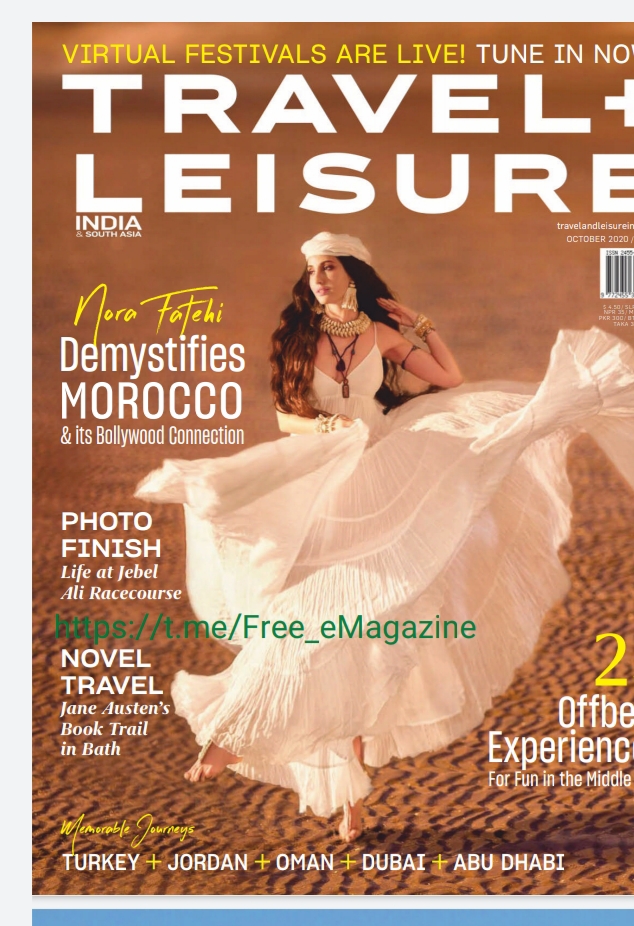 VIRTUAL FESTIVALS ARE LIVE! TUNE IN NOW
TRAVEL+
LEISURE
INDIA
& SOUTH ASIA
travelandleisurein
OCTOBER 2020 /
Nora Fatehi
Demystifies
MOROCCO
& its Bollywood Connection
PHOTO
FINISH
Life at Jebel
Ali Racecourse
https://t.me/Free_eMagazine
NOVEL
TRAVEL
Jane Austen's
Book Trail
in Bath
2
Offbe
Experienc
For Fun in the Middle
Memorable Journeys
TURKEY + JORDAN + OMAN + DUBAI + ABU DHABI